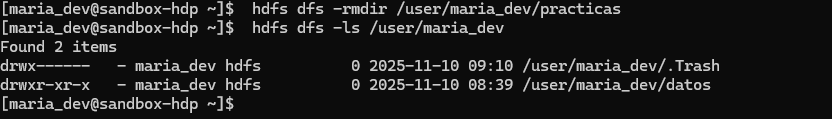 [maria_dev@sandbox-hdp ~]$  hdfs dfs -rmdir /user/maria_dev/practicas
[maria_dev@sandbox-hdp ~]$  hdfs dfs -ls /user/maria_dev
Found 2 items
drwx------   - maria_dev hdfs          0 2025-11-10 09:10 /user/maria_dev/.Trash
drwxr-xr-x   - maria_dev hdfs          0 2025-11-10 08:39 /user/maria_dev/datos
[maria_dev@sandbox-hdp ~]$